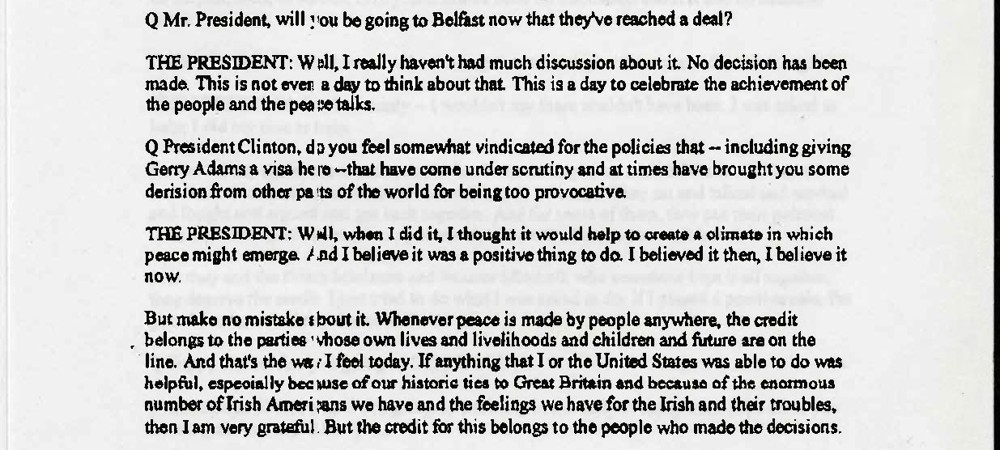 Q Mr. President, will you be going to Belfast now that they've reached a deal?
THE PRESIDENT: Well, I really haven't had much discussion about it. No decision has been
made. This is not even a day to think about that. This is a day to celebrate the achievement of
the people and the peace talks.
Q President Clinton, do you feel somewhat vindicated for the policies that -- including giving
Gerry Adams a visa here --that have come under scrutiny and at times have brought you some
derision from other parts of the world for being too provocative.
THE PRESIDENT: Well, when I did it, I thought it would help to create a climate in which
peace might emerge. And I believe it was a positive thing to do. I believed it then, I believe it
now.
But make no mistake about it. Whenever peace is made by people anywhere, the credit
belongs to the parties whose own lives and livelihoods and children and future are on the
line. And that's the way I feel today. If anything that I or the United States was able to do was
helpful, especially because of our historic ties to Great Britain and because of the enormous
number of Irish Americans we have and the feelings we have for the Irish and their troubles,
then I am very grateful. But the credit for this belongs to the people who made the decisions.